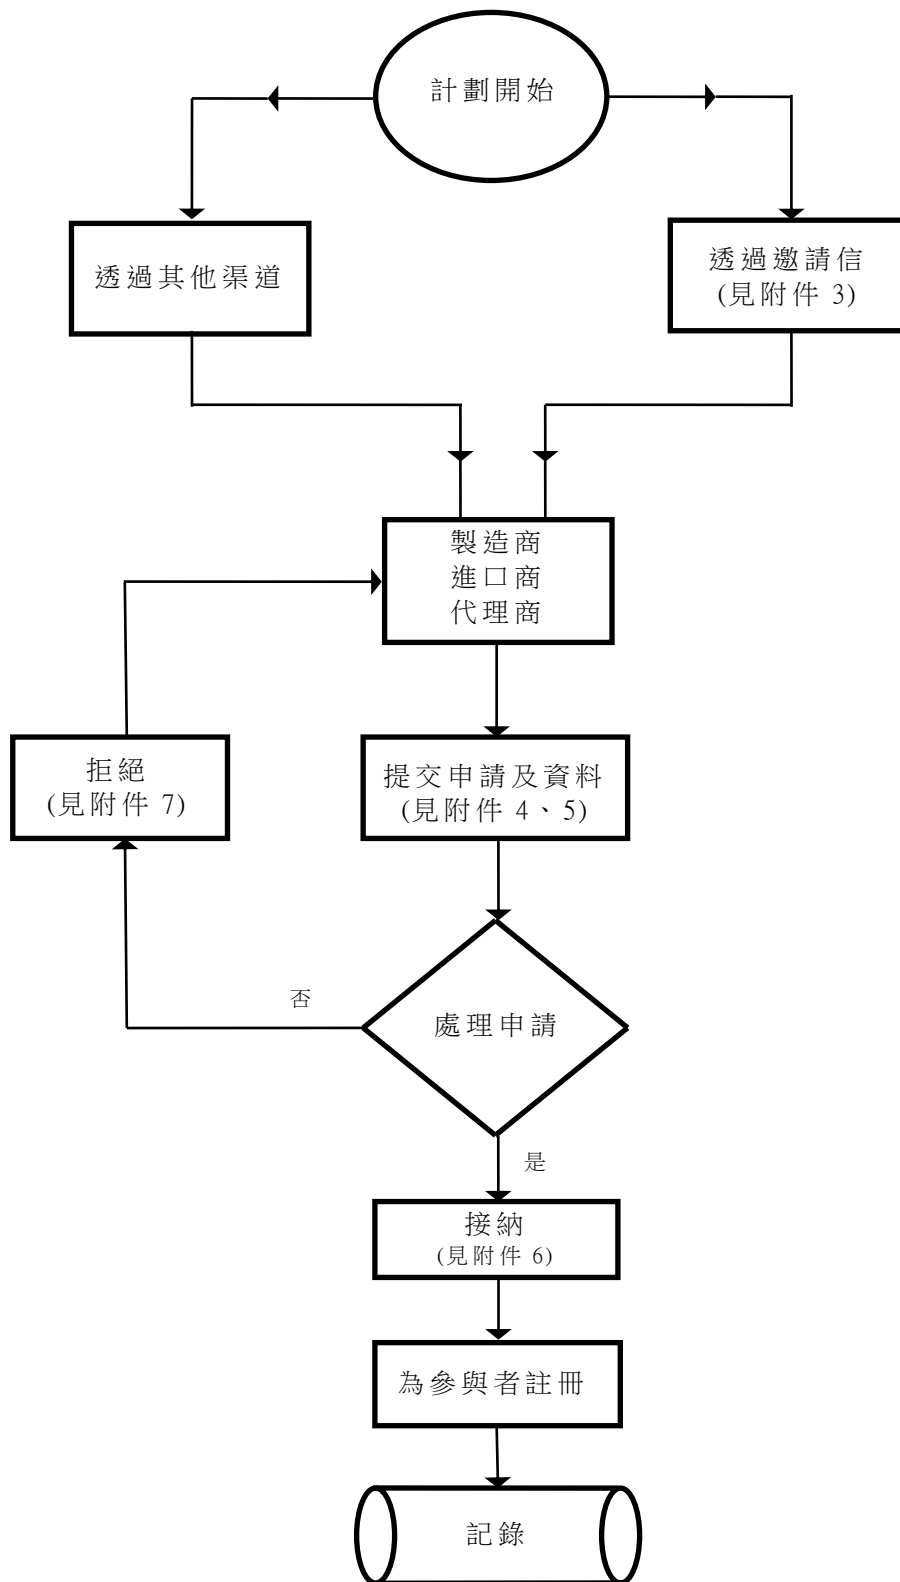 計劃開始
透過其他渠道
透過邀請信
(見附件 3)
製造商
進口商
代理商
拒絕
(見附件 7)
提交申請及資料
(見附件 4、5)
否
處理申請
是
接納
(見附件 6)
為參與者註冊
記錄